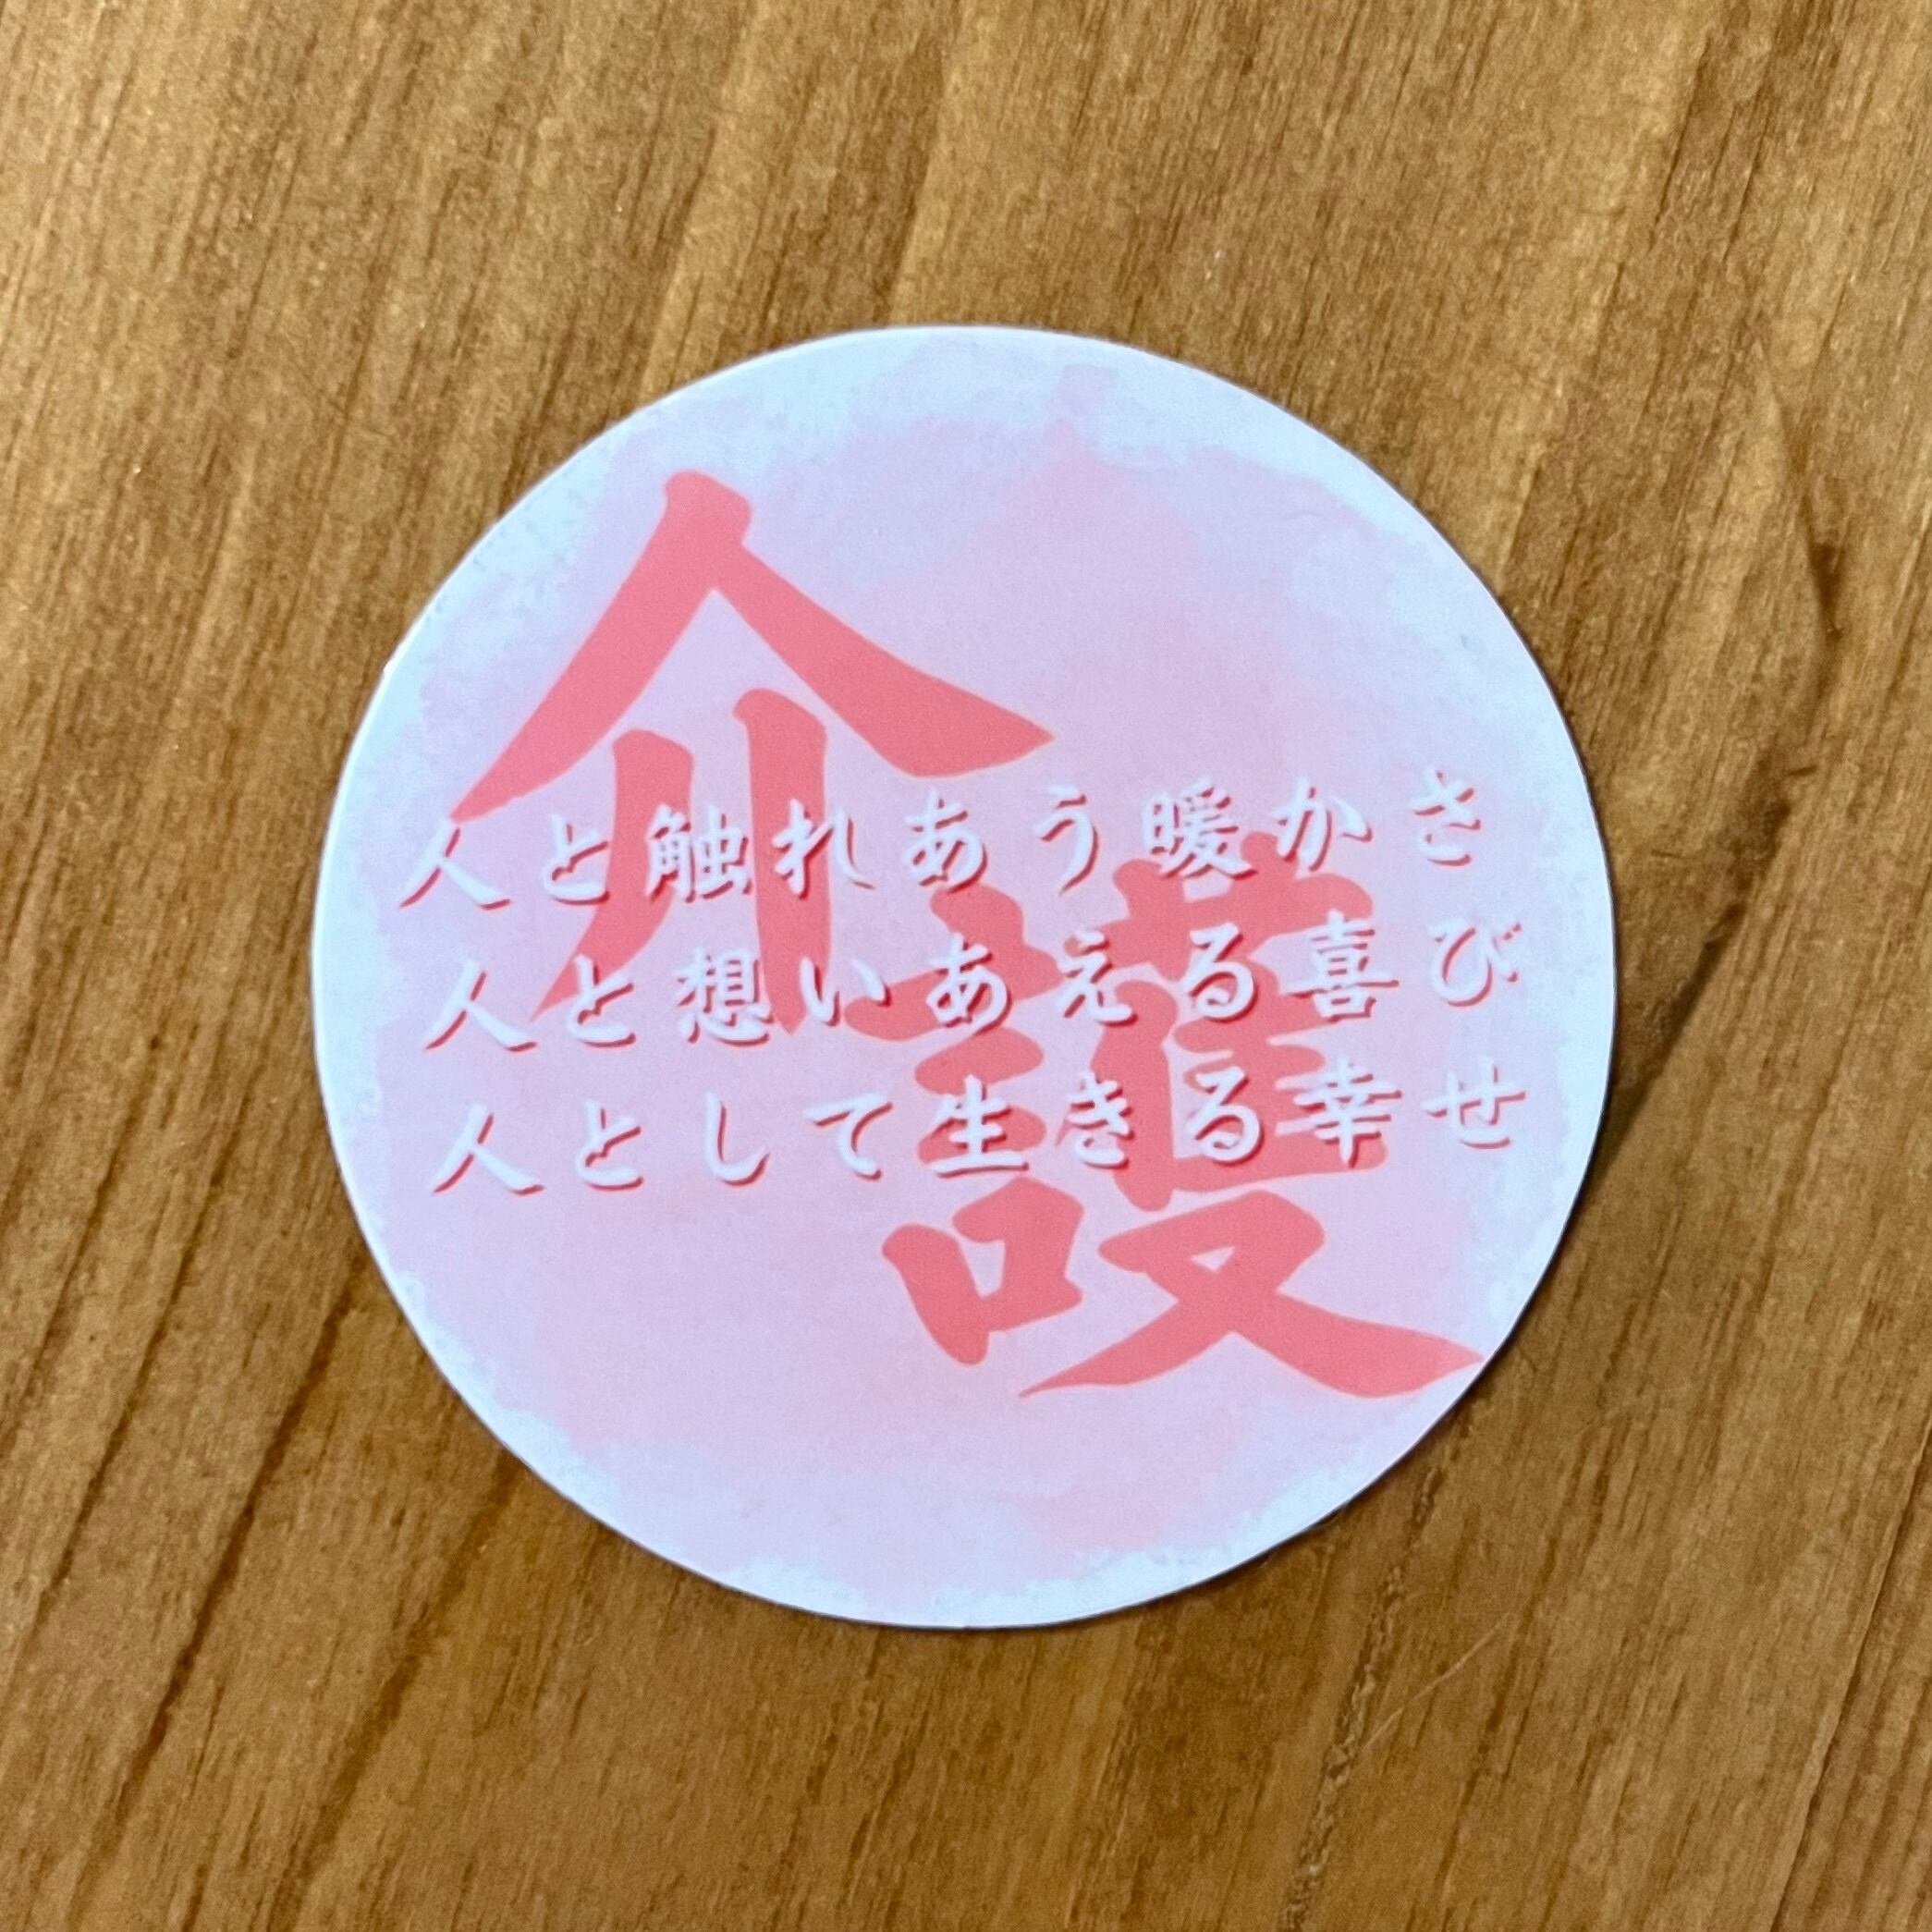 介護
人と触れあう暖かさ
人と想いあえる喜び
人として生きる幸せ